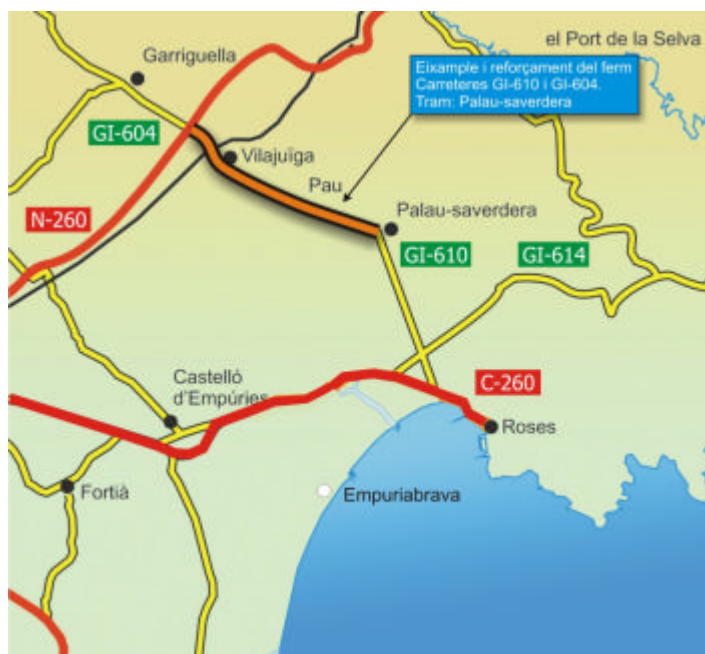 el Port de la Selva
Garriguella
Eixample i reforçament del ferm
Carreteres GI-610 i GI-604.
Tram: Palau-saverdera
GI-604
Vilajuïga
Pau
N-260
Palau-saverdera
GI-610
GI-614
Castelló
d'Empúries
C-260
Roses
Fortià
Empuriabrava